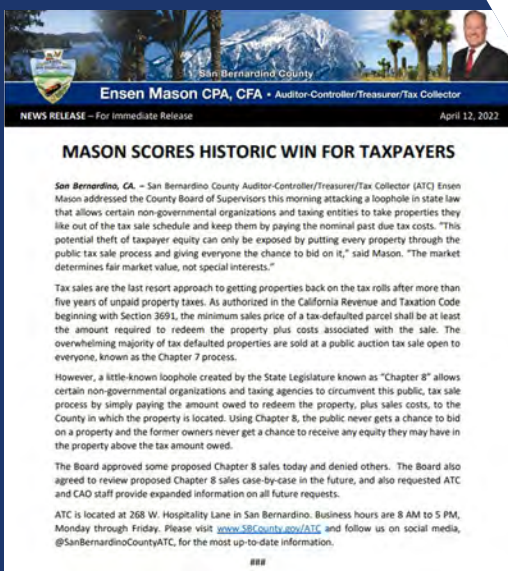 San Bernardino County
Ensen Mason CPA, CFA • Auditor-Controller/Treasurer/Tax Collector
NEWS RELEASE – For Immediate Release April 12, 2022
MASON SCORES HISTORIC WIN FOR TAXPAYERS
San Bernardino, CA. – San Bernardino County Auditor-Controller/Treasurer/Tax Collector (ATC) Ensen
Mason addressed the County Board of Supervisors this morning attacking a loophole in state law
that allows certain non-governmental organizations and taxing entities to take properties they
like out of the tax sale schedule and keep them by paying the nominal past due tax costs. "This
potential theft of taxpayer equity can only be exposed by putting every property through the
public tax sale process and giving everyone the chance to bid on it," said Mason. "The market
determines fair market value, not special interests."
Tax sales are the last resort approach to getting properties back on the tax rolls after more than
five years of unpaid property taxes. As authorized in the California Revenue and Taxation Code
beginning with Section 3691, the minimum sales price of a tax-defaulted parcel shall be at least
the amount required to redeem the property plus costs associated with the sale. The
overwhelming majority of tax defaulted properties are sold at a public auction tax sale open to
everyone, known as the Chapter 7 process.
However, a little-known loophole created by the State Legislature known as "Chapter 8" allows
certain non-governmental organizations and taxing agencies to circumvent this public, tax sale
process by simply paying the amount owed to redeem the property, plus sales costs, to the
County in which the property is located. Using Chapter 8, the public never gets a chance to bid
on a property and the former owners never get a chance to receive any equity they may have in
the property above the tax amount owed.
The Board approved some proposed Chapter 8 sales today and denied others. The Board also
agreed to review proposed Chapter 8 sales case-by-case in the future, and also requested ATC
and CAO staff provide expanded information on all future requests.
ATC is located at 268 W. Hospitality Lane in San Bernardino. Business hours are 8 AM to 5 PM,
Monday through Friday. Please visit www.SBCounty.gov/ATC and follow us on social media,
@SanBernardinoCountyATC, for the most up-to-date information.
###